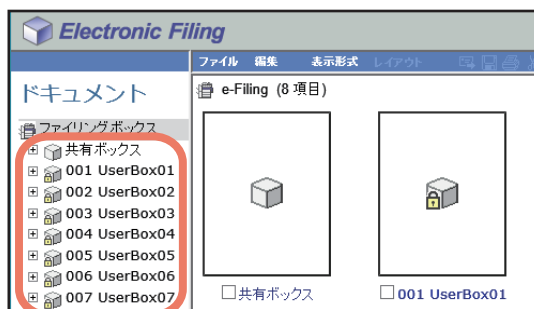 Electronic Filing
ファイル 編集 表示形式 レイアウト
ドキュメント
e-Filing (8 項目)
ファイリングボックス
共有ボックス
001 UserBox01
002 UserBox02
003 UserBox03
004 UserBox04
005 UserBox05
006 UserBox06
007 UserBox07
共有ボックス
001 UserBox01